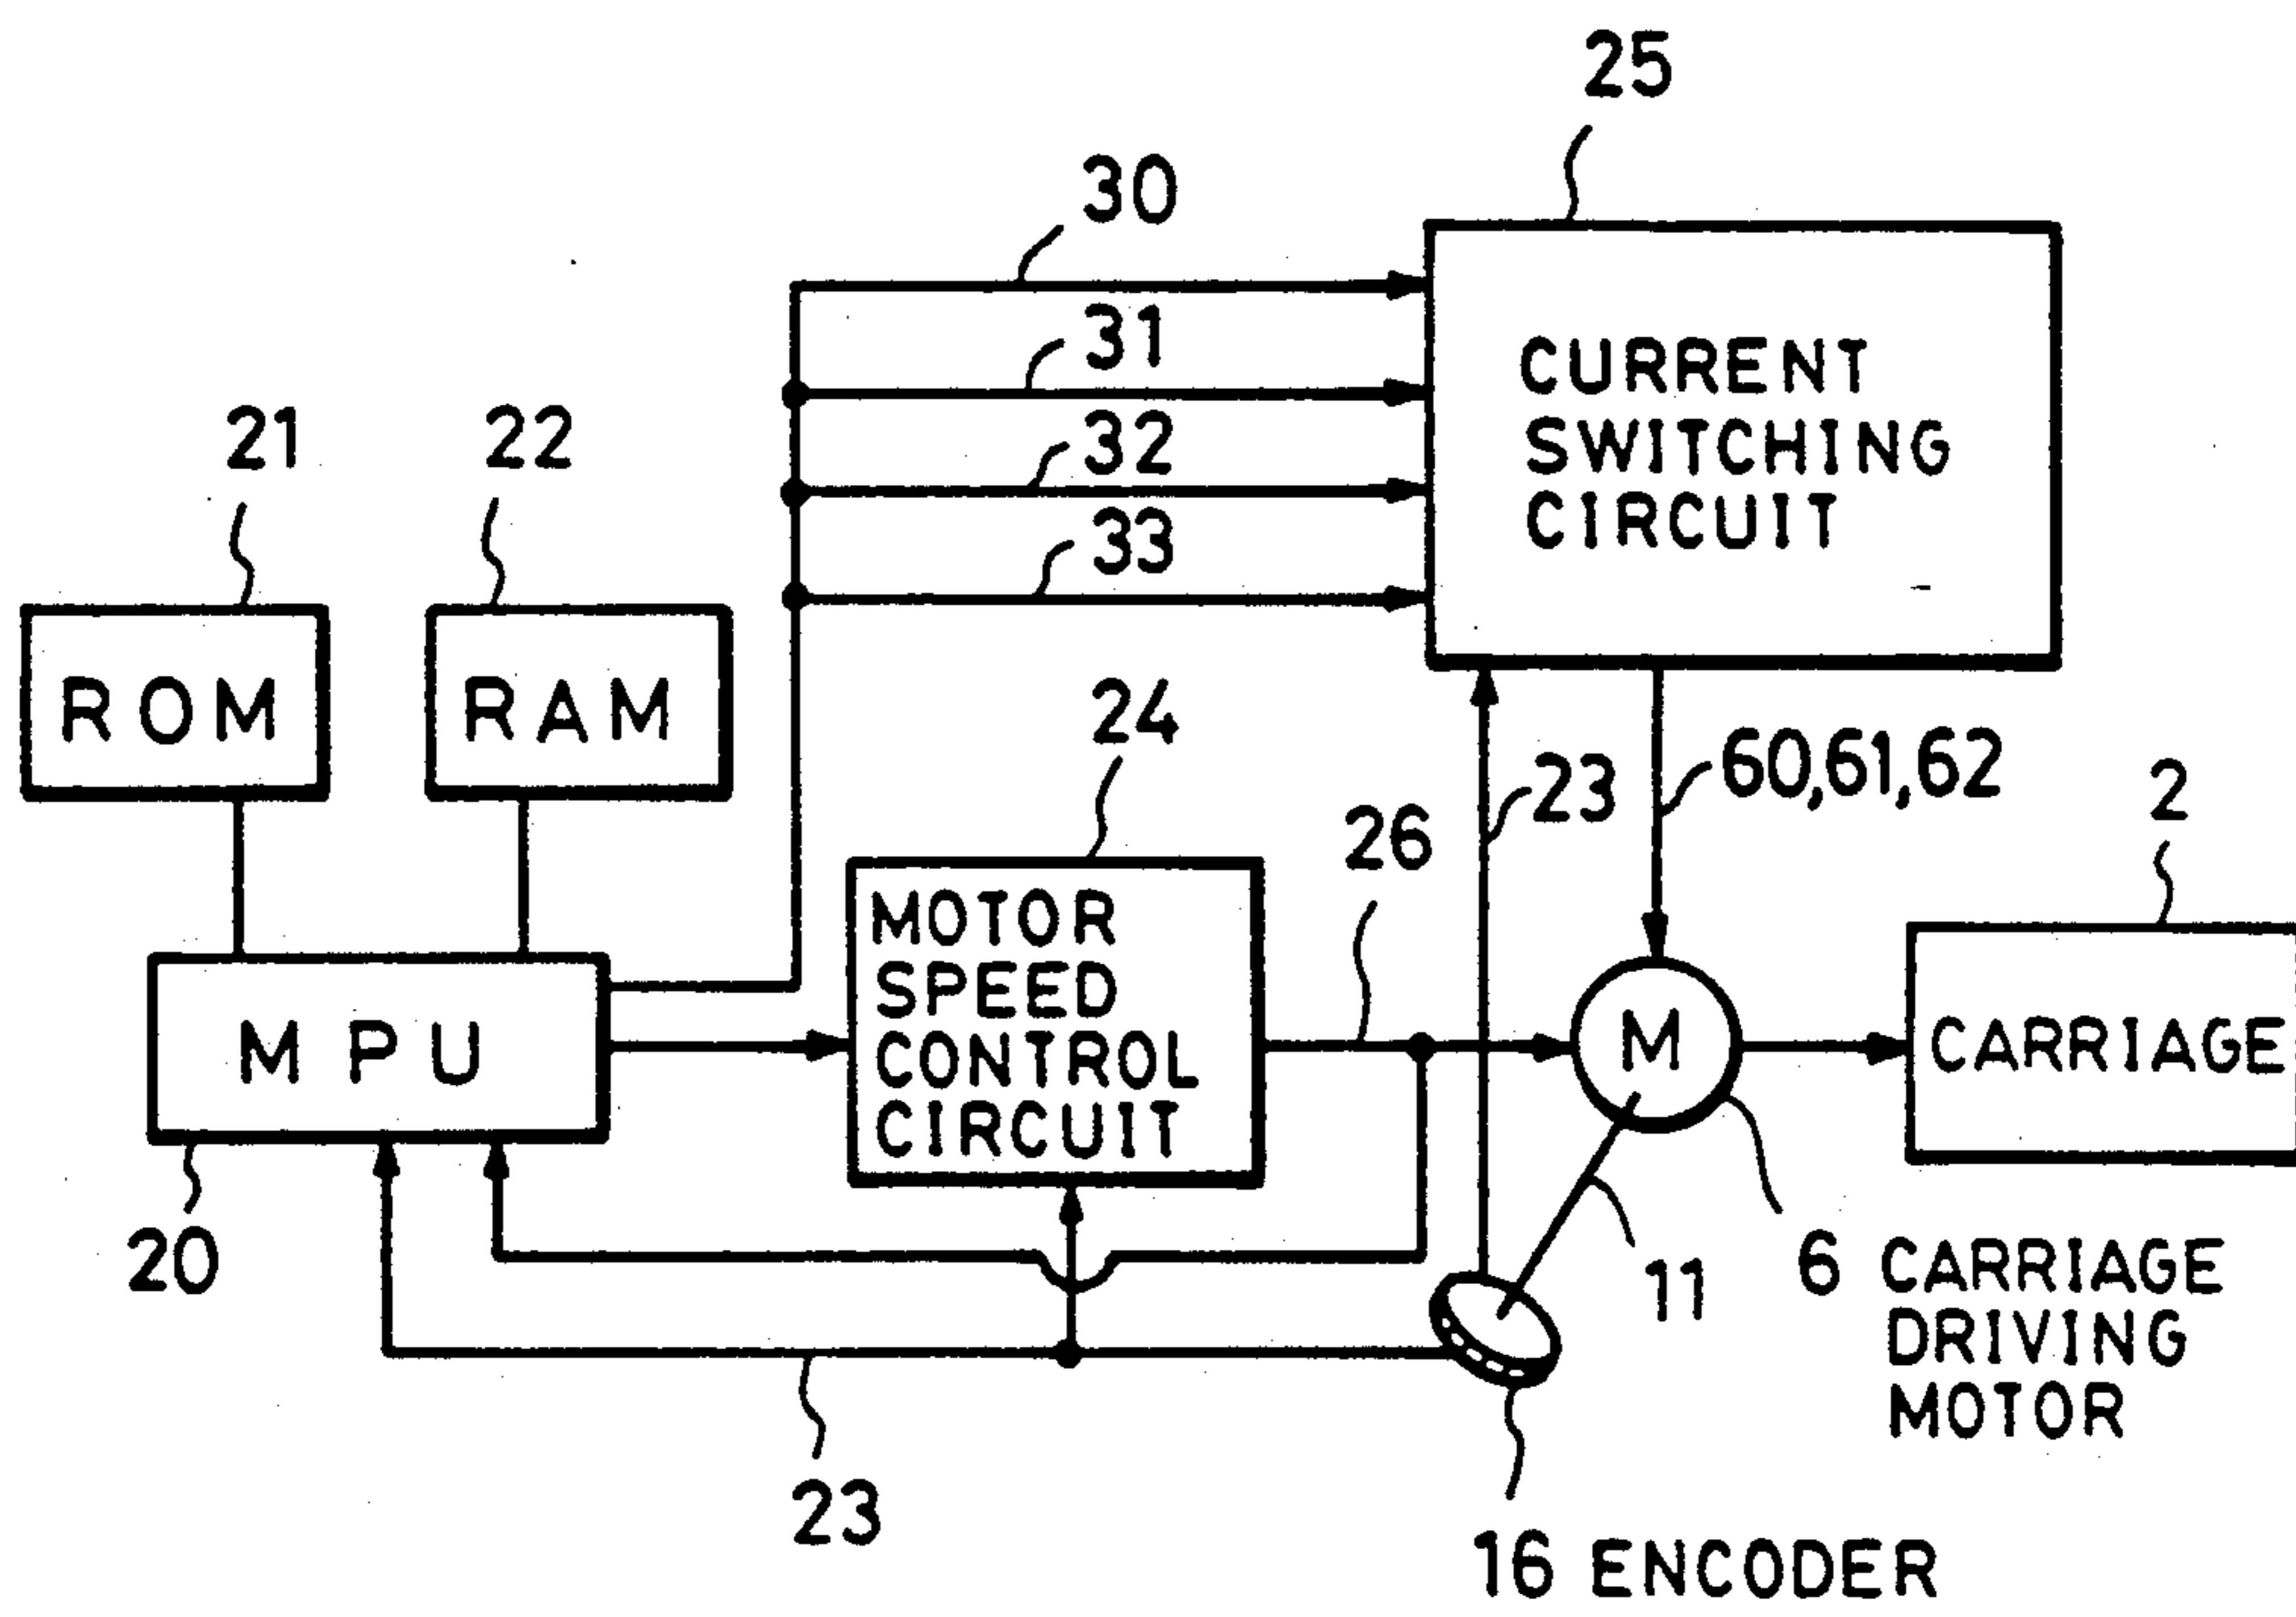 25
30
31
32
33
CURRENT
SWITCHING
CIRCUIT
21
22
ROM
RAM
24
26
23
60,61,62
2
MOTOR
SPEED
CONTROL
CIRCUIT
MPU
M
CARRIAGE
20
11
6 CARRIAGE
DRIVING
MOTOR
23
16 ENCODER